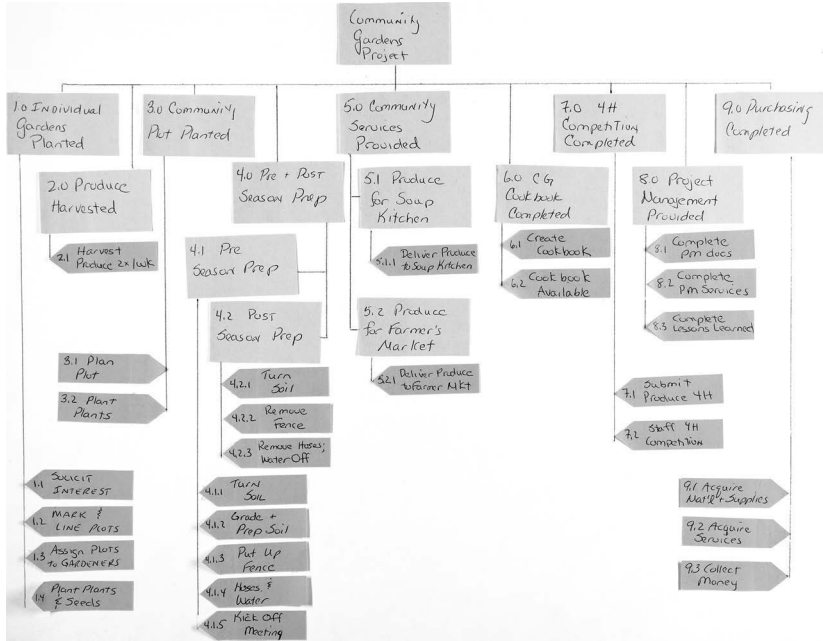 Community
Gardens
Project
1.0 Individual
Gardens
Planted
3.0 Community
Plot Planted
5.0 Community
Services
Provided
7.0 4H
Competition
Completed
9.0 Purchasing
Completed
2.0 Produce
Harvested
4.0 Pre + Post
Season Prep
5.1 Produce
for Soup
Kitchen
6.0 CG
Cookbook
Completed
8.0 Project
Management
Provided
2.1 Harvest
Produce 2x/wk
4.1 Pre
Season Prep
5.1.1 Deliver Produce
to Soup Kitchen
6.1 Create
Cookbook
6.2 Cookbook
Available
8.1 Complete
PM docs
8.2 Complete
PM Services
8.3 Complete
Lessons Learned
4.2 Post
Season Prep
5.2 Produce
for Farmer's
Market
3.1 Plan
Plot
3.2 Plant
Plants
4.2.1 Turn
Soil
4.2.2 Remove
Fence
4.2.3 Remove Hoses;
Water Off
5.2.1 Deliver Produce
to Farmer Mkt
7.1 Submit
Produce 4H
7.2 Staff 4H
Competition
1.1 Solicit
Interest
1.2 Mark &
Line Plots
1.3 Assign Plots
to Gardeners
1.4 Plant Plants
& Seeds
4.1.1 Turn
Soil
4.1.2 Grade +
Prep Soil
4.1.3 Put Up
Fence
4.1.4 Hoses &
Water
4.1.5 Kick Off
Meeting
9.1 Acquire
Mat'l + Supplies
9.2 Acquire
Services
9.3 Collect
Money